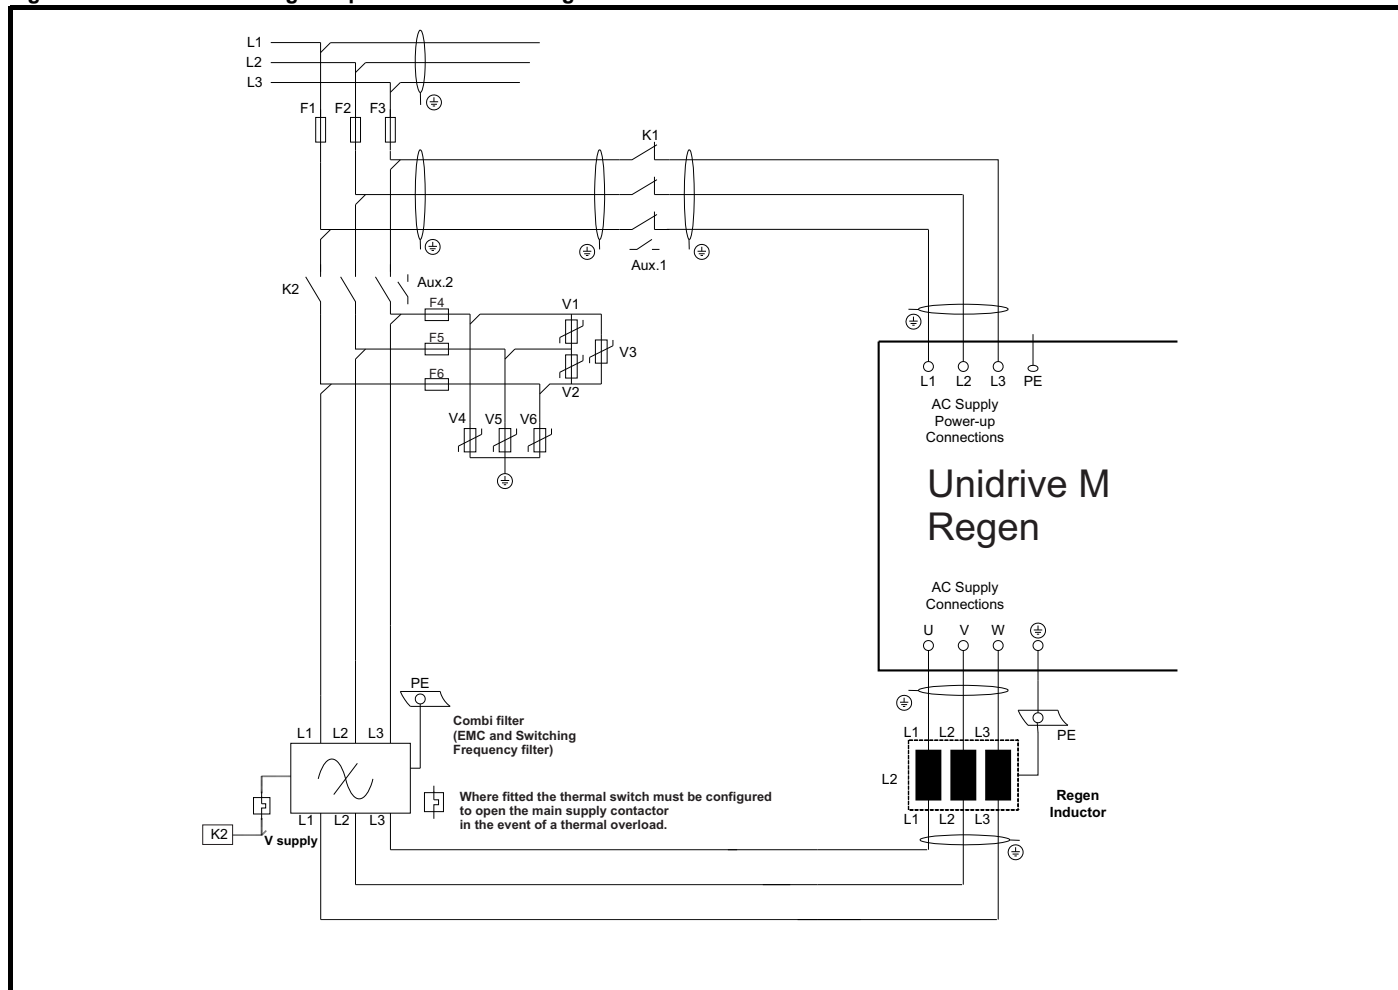 L1
L2
L3
F1 F2 F3
K1
Aux.1
K2
Aux.2
F4
F5
F6
V1
V3
V2
V4 V5 V6
L1 L2 L3 PE
AC Supply
Power-up
Connections
Unidrive M
Regen
AC Supply
Connections
U V W
PE
Combi filter
(EMC and Switching
Frequency filter)
L1 L2 L3
PE
L1 L2 L3
L2
Regen
Inductor
L1 L2 L3
Where fitted the thermal switch must be configured
to open the main supply contactor
in the event of a thermal overload.
L1 L2 L3
K2
V supply